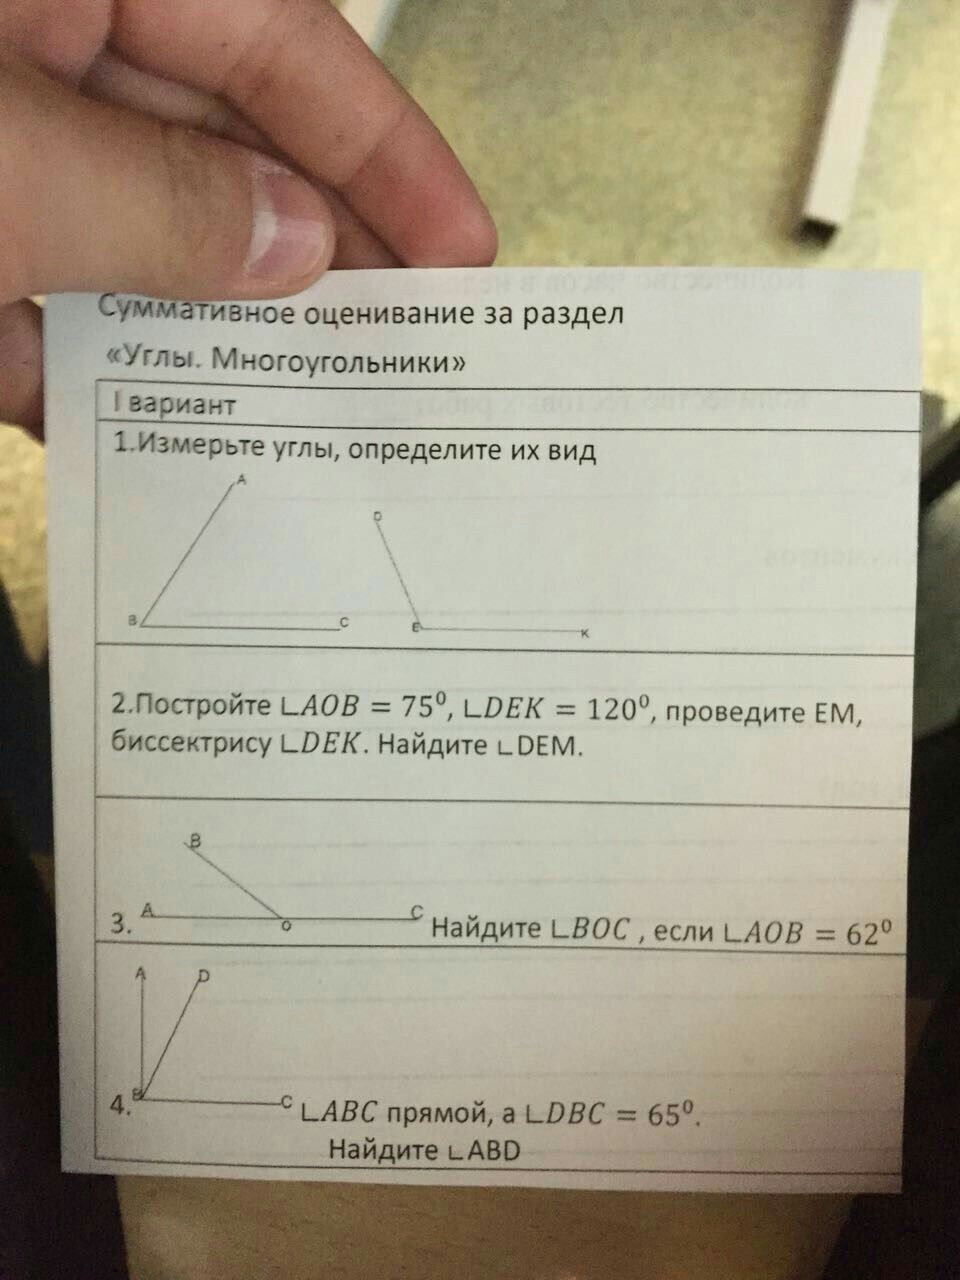 Суммативное оценивание за раздел
«Углы. Многоугольники»
I вариант
1.Измерьте углы, определите их вид
A
D
B
C
E
K
2.Постройте ∟AOB = 75⁰, ∟DEK = 120⁰, проведите EM,
биссектрису ∟DEK. Найдите ∟DEM.
B
A
C
O
3.
Найдите ∟BOC , если ∟AOB = 62⁰
A
D
B
C
4.
∟ABC прямой, а ∟DBC = 65⁰.
Найдите ∟ABD